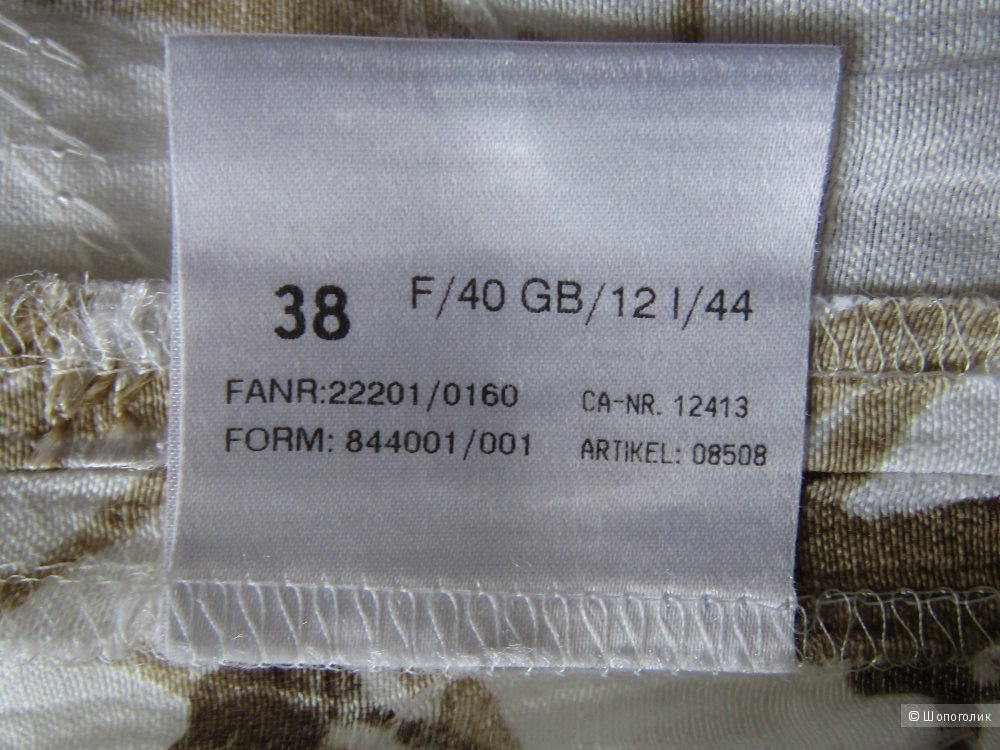 38 F/40 GB/12 I/44
FANR:22201/0160 CA-NR. 12413
FORM: 844001/001 ARTIKEL: 08508
© Шопоголик